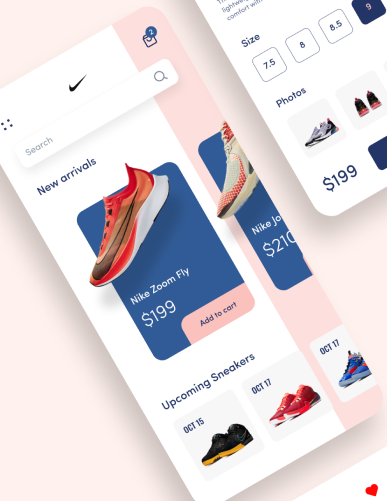 2
Search
New arrivals
Nike Zoom Fly
$199
Add to cart
Nike Jo
$210
Upcoming Sneakers
OCT 15
OCT 17
OCT 17
lightwei
comfort with
Size
7.5
8
8.5
9
Photos
$199